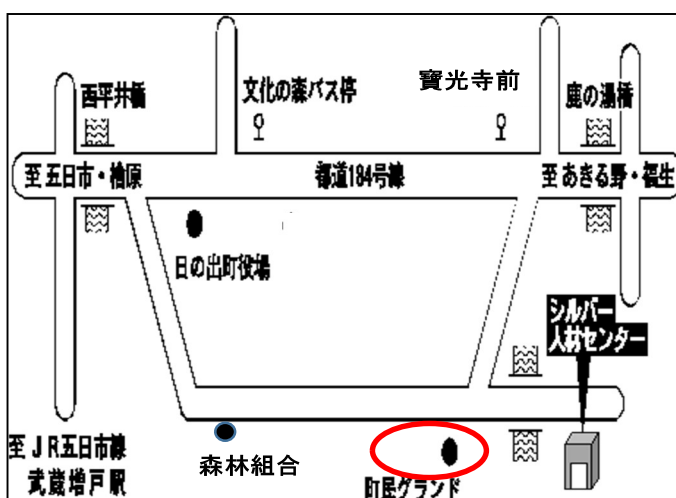 西平井橋
文化の森バス停
寶光寺前
鹿の湯橋
至五日市・檜原
都道184号線
至あきる野・福生
日の出町役場
シルバー
人材センター
至JR五日市線
武蔵増戸駅
森林組合
町民グランド